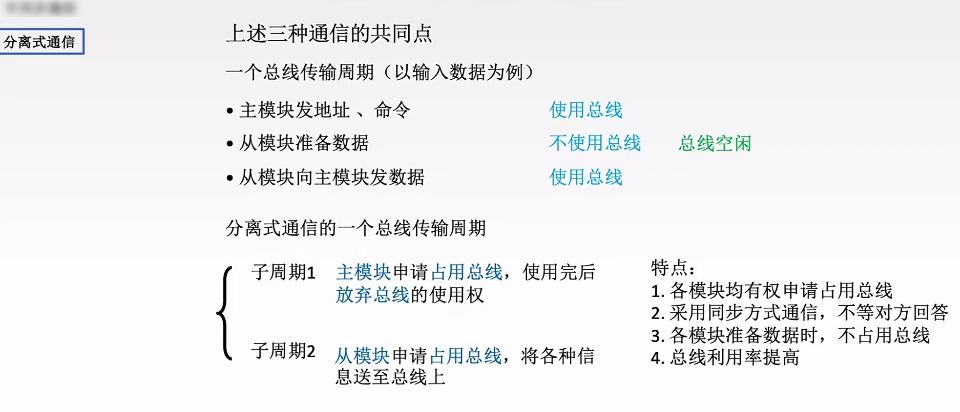 分离式通信
上述三种通信的共同点
一个总线传输周期（以输入数据为例）
• 主模块发地址 、命令 使用总线
• 从模块准备数据 不使用总线 总线空闲
• 从模块向主模块发数据 使用总线
分离式通信的一个总线传输周期
子周期1 主模块申请占用总线，使用完后
放弃总线的使用权
子周期2 从模块申请占用总线，将各种信
息送至总线上
特点：
1. 各模块均有权申请占用总线
2. 采用同步方式通信，不等对方回答
3. 各模块准备数据时，不占用总线
4. 总线利用率提高